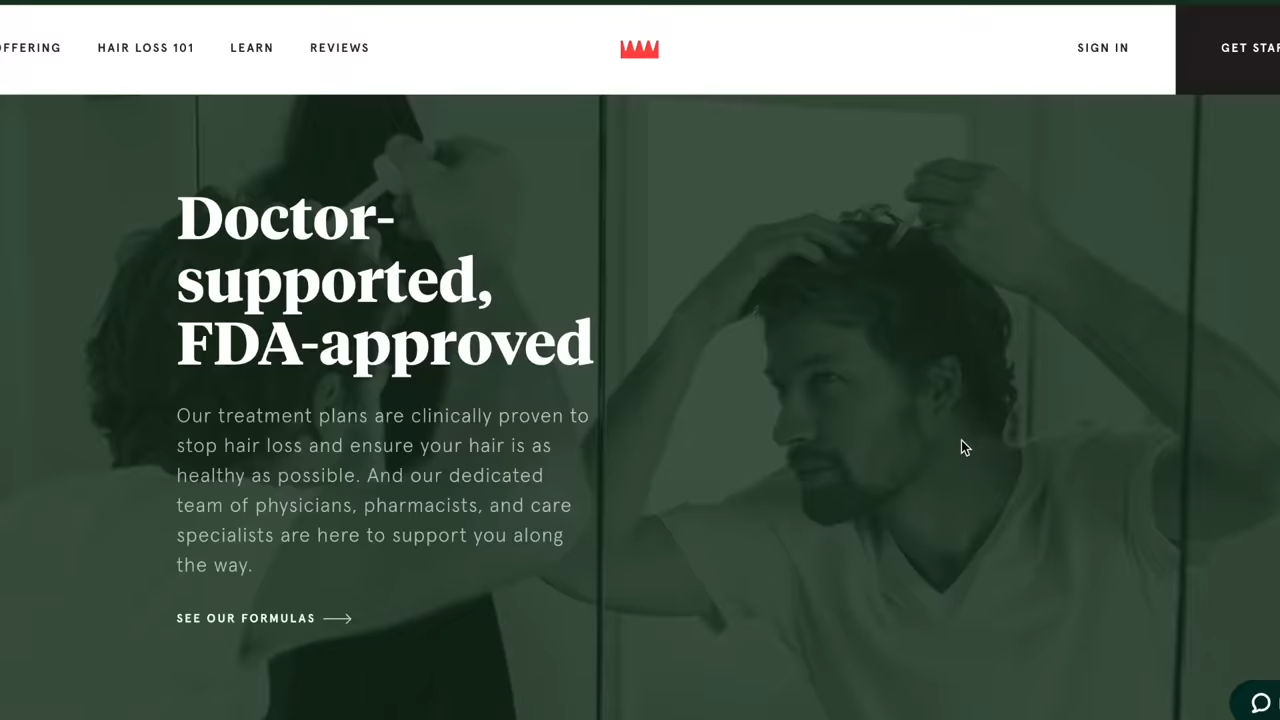 OFFERING HAIR LOSS 101 LEARN REVIEWS SIGN IN GET
Doctor-
supported,
FDA-approved
Our treatment plans are clinically proven to
stop hair loss and ensure your hair is as
healthy as possible. And our dedicated
team of physicians, pharmacists, and care
specialists are here to support you along
the way.
SEE OUR FORMULAS